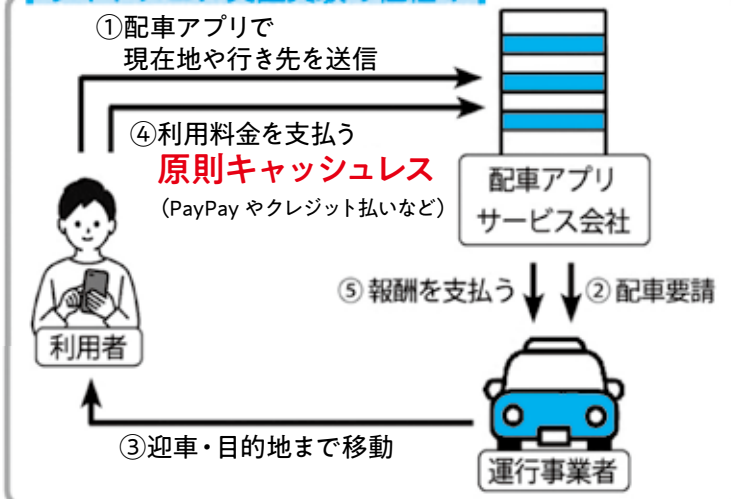 ①配車アプリで
現在地や行き先を送信
④利用料金を支払う
原則キャッシュレス
（PayPay やクレジット払いなど）
配車アプリ
サービス会社
⑤報酬を支払う
②配車要請
利用者
③迎車・目的地まで移動
運行事業者